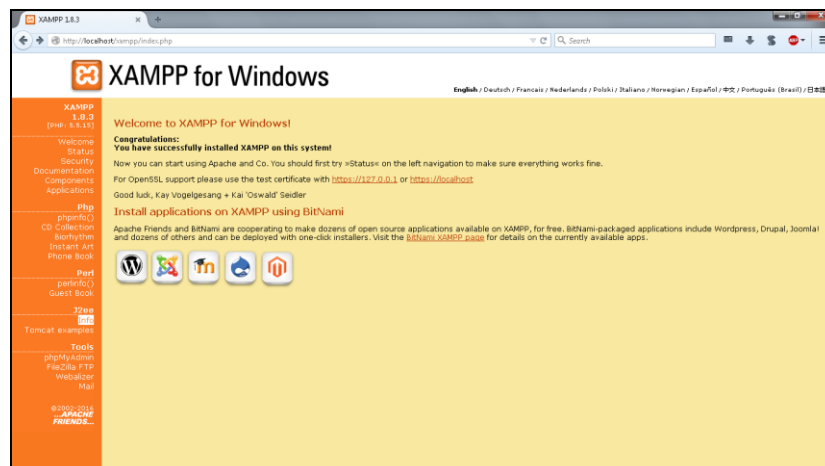 XAMPP 1.8.3
http://localhost/xampp/index.php
Search
XAMPP for Windows
English / Deutsch / Francais / Nederlands / Polski / Italiano / Norwegian / Español / 中文 / Português (Brasil) / 日本語
XAMPP
1.8.3
[PHP: 5.5.15]
Welcome
Status
Security
Documentation
Components
Applications
Php
phpinfo()
CD Collection
Biorhythm
Instant Art
Phone Book
Perl
perlinfo()
Guest Book
J2ee
Info
Tomcat examples
Tools
phpMyAdmin
FileZilla FTP
Webalizer
Mail
©2002-2016
...APACHE
FRIENDS...
Welcome to XAMPP for Windows!
Congratulations:
You have successfully installed XAMPP on this system!
Now you can start using Apache and Co. You should first try »Status« on the left navigation to make sure everything works fine.
For OpenSSL support please use the test certificate with https://127.0.0.1 or https://localhost
Good luck, Kay Vogelgesang + Kai 'Oswald' Seidler
Install applications on XAMPP using BitNami
Apache Friends and BitNami are cooperating to make dozens of open source applications available on XAMPP, for free. BitNami-packaged applications include Wordpress, Drupal, Joomla!
and dozens of others and can be deployed with one-click installers. Visit the BitNami XAMPP page for details on the currently available apps.